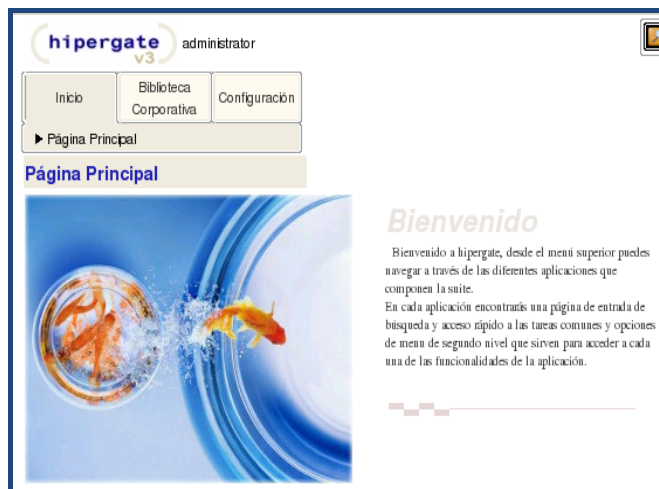 hipergate
v3
administrator
Inicio
Biblioteca
Corporativa
Configuración
Página Principal
Página Principal
Bienvenido
Bienvenido a hipergate, desde el menú superior puedes
navegar a través de las diferentes aplicaciones que
componen la suite.
En cada aplicación encontrarás una página de entrada de
búsqueda y acceso rápido a las tareas comunes y opciones
de menu de segundo nivel que sirven para acceder a cada
una de las funcionalidades de la aplicación.